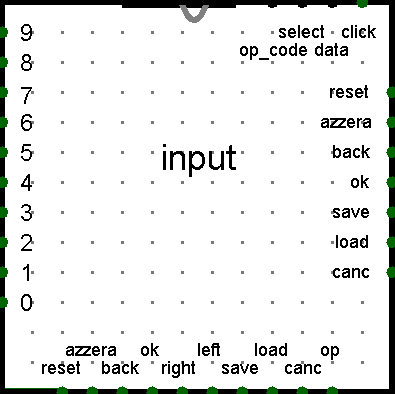 9 select click
8 op_code data
7 reset
6 azzera
5 input back
4 ok
3 save
2 load
1 canc
0
azzera ok left load op
reset back right save canc